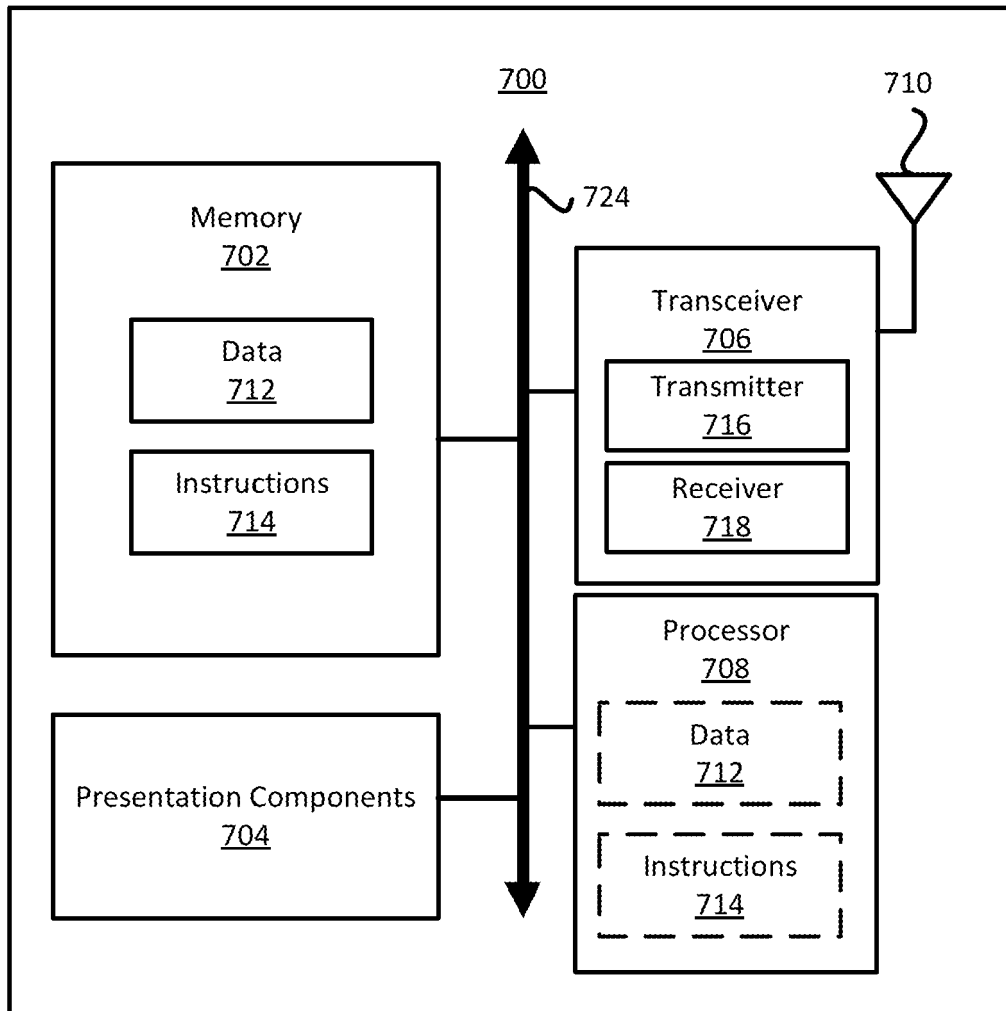 700
710
724
Memory
702
Data
712
Instructions
714
Transceiver
706
Transmitter
716
Receiver
718
Processor
708
Data
712
Instructions
714
Presentation Components
704